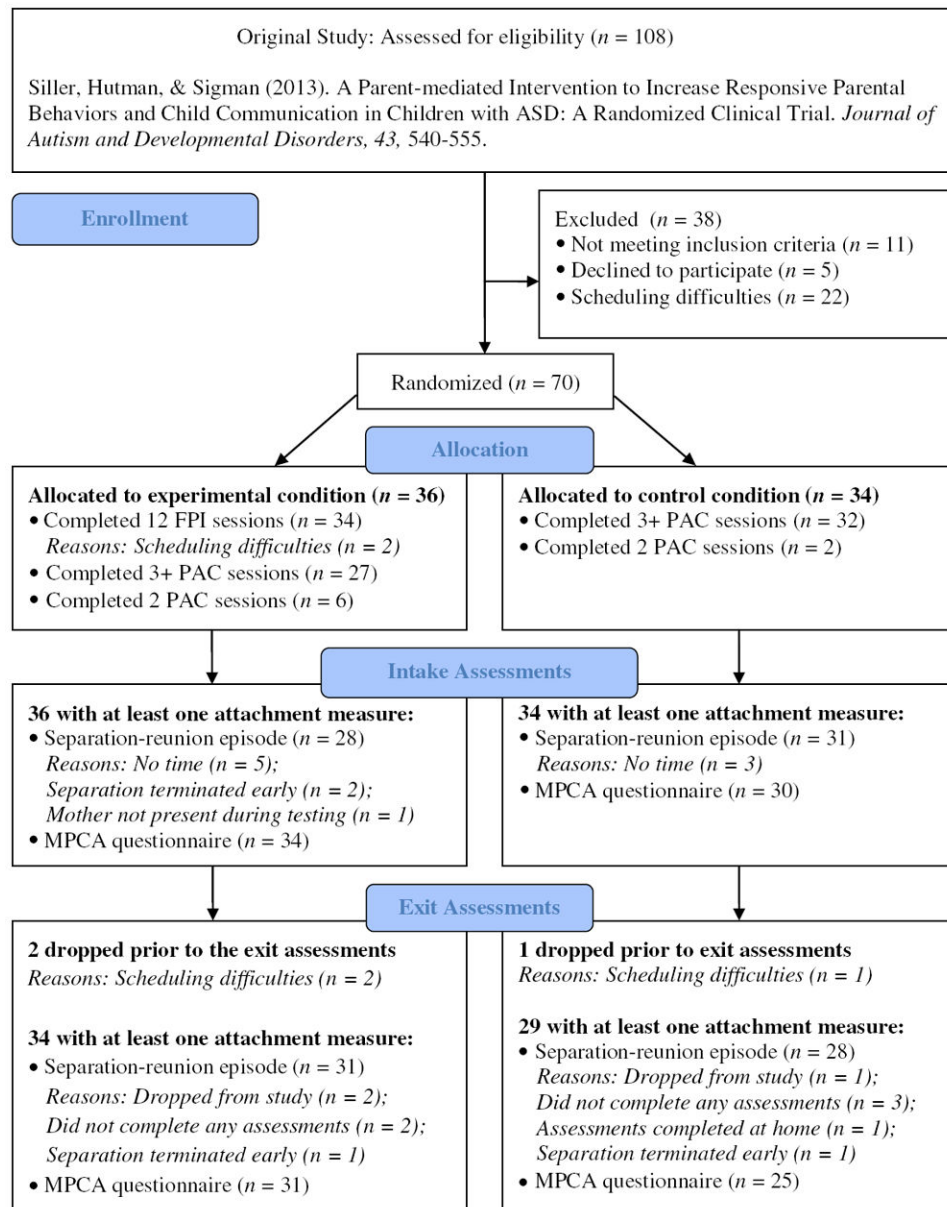 Original Study: Assessed for eligibility (n = 108)
Siller, Hutman, & Sigman (2013). A Parent-mediated Intervention to Increase Responsive Parental
Behaviors and Child Communication in Children with ASD: A Randomized Clinical Trial. Journal of
Autism and Developmental Disorders, 43, 540-555.
Enrollment
Excluded (n = 38)
• Not meeting inclusion criteria (n = 11)
• Declined to participate (n = 5)
• Scheduling difficulties (n = 22)
Randomized (n = 70)
Allocation
Allocated to experimental condition (n = 36)
• Completed 12 FPI sessions (n = 34)
Reasons: Scheduling difficulties (n = 2)
• Completed 3+ PAC sessions (n = 27)
• Completed 2 PAC sessions (n = 6)
Allocated to control condition (n = 34)
• Completed 3+ PAC sessions (n = 32)
• Completed 2 PAC sessions (n = 2)
Intake Assessments
36 with at least one attachment measure:
• Separation-reunion episode (n = 28)
Reasons: No time (n = 5);
Separation terminated early (n = 2);
Mother not present during testing (n = 1)
• MPCA questionnaire (n = 34)
34 with at least one attachment measure:
• Separation-reunion episode (n = 31)
Reasons: No time (n = 3)
• MPCA questionnaire (n = 30)
Exit Assessments
2 dropped prior to the exit assessments
Reasons: Scheduling difficulties (n = 2)
34 with at least one attachment measure:
• Separation-reunion episode (n = 31)
Reasons: Dropped from study (n = 2);
Did not complete any assessments (n = 2);
Separation terminated early (n = 1)
• MPCA questionnaire (n = 31)
1 dropped prior to exit assessments
Reasons: Scheduling difficulties (n = 1)
29 with at least one attachment measure:
• Separation-reunion episode (n = 28)
Reasons: Dropped from study (n = 1);
Did not complete any assessments (n = 3);
Assessments completed at home (n = 1);
Separation terminated early (n = 1)
• MPCA questionnaire (n = 25)